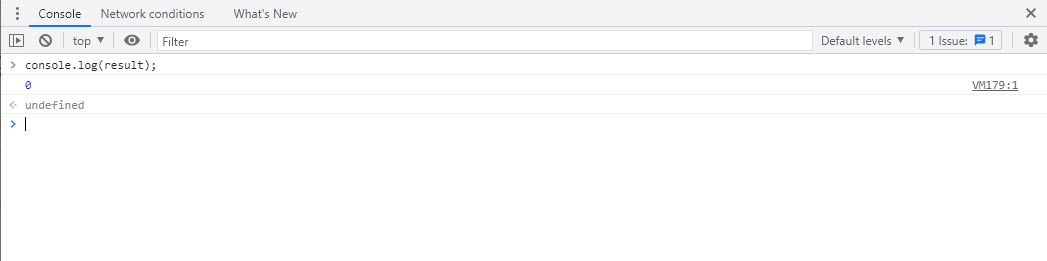 Console Network conditions What's New
top Filter Default levels 1 Issue: 1
console.log(result);
0 VM179:1
undefined